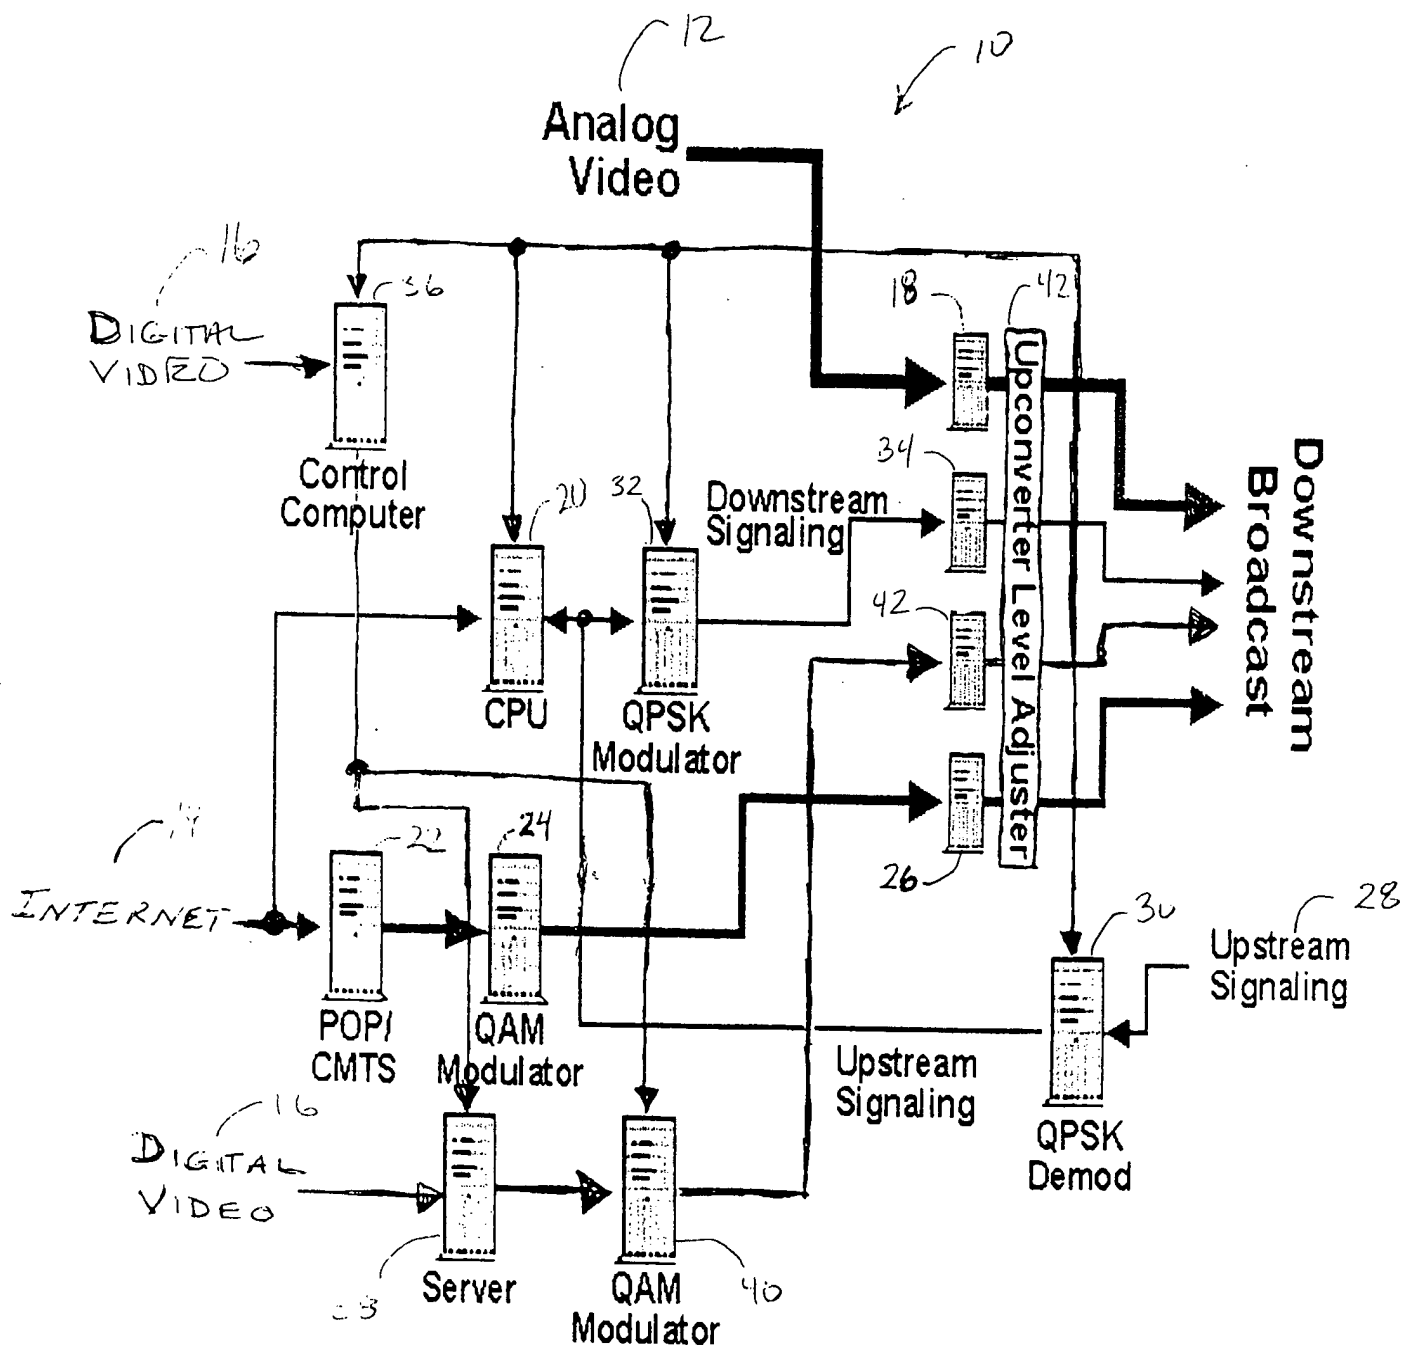 12
10
Analog
Video
16
36
DIGITAL
VIDEO
18
42
Control
Computer
20
32
34
Downstream
Signaling
42
Upconverter Level Adjuster
Downstream
Broadcast
CPU
QPSK
Modulator
14
22
24
26
INTERNET
30
28
Upstream
Signaling
POP/
CMTS
QAM
Modulator
Upstream
Signaling
16
DIGITAL
VIDEO
QPSK
Demod
Server
QAM
Modulator
40